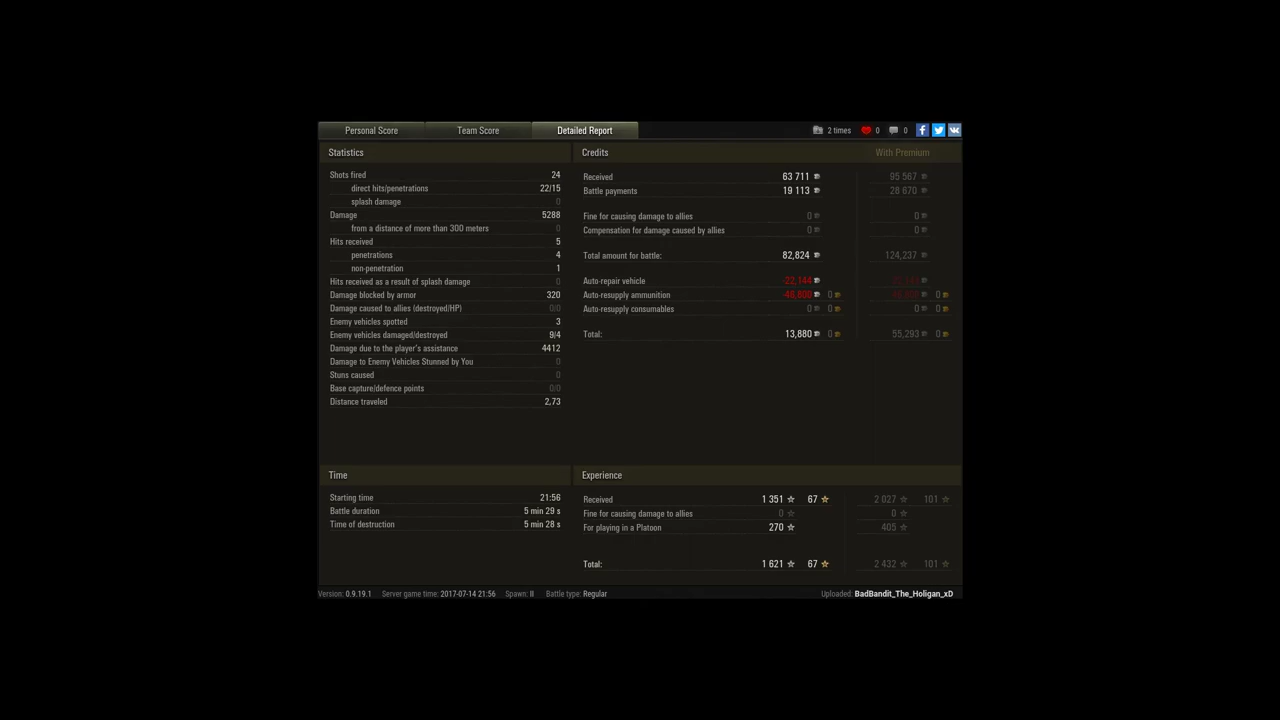 Personal Score Team Score Detailed Report 2 times 0 0
Statistics
Shots fired 24
direct hits/penetrations 22/15
splash damage 0
Damage 5288
from a distance of more than 300 meters 0
Hits received 5
penetrations 4
non-penetration 1
Hits received as a result of splash damage 0
Damage blocked by armor 320
Damage caused to allies (destroyed/HP) 0/0
Enemy vehicles spotted 3
Enemy vehicles damaged/destroyed 9/4
Damage due to the player's assistance 4412
Damage to Enemy Vehicles Stunned by You 0
Stuns caused 0
Base capture/defence points 0/0
Distance traveled 2,73
Credits With Premium
Received 63 711 95 567
Battle payments 19 113 28 670
Fine for causing damage to allies 0 0
Compensation for damage caused by allies 0 0
Total amount for battle: 82,824 124,237
Auto-repair vehicle -22,144
Auto-resupply ammunition -46,800 0 0
Auto-resupply consumables 0 0 0 0
Total: 13,880 0 55,293 0
Time
Starting time 21:56
Battle duration 5 min 29 s
Time of destruction 5 min 28 s
Experience
Received 1 351 67 2 027 101
Fine for causing damage to allies 0 0
For playing in a Platoon 270 405
Total: 1 621 67 2 432 101
Version: 0.9.19.1 Server game time: 2017-07-14 21:56 Spawn: II Battle type: Regular Uploaded: BadBandit_The_Holigan_xD